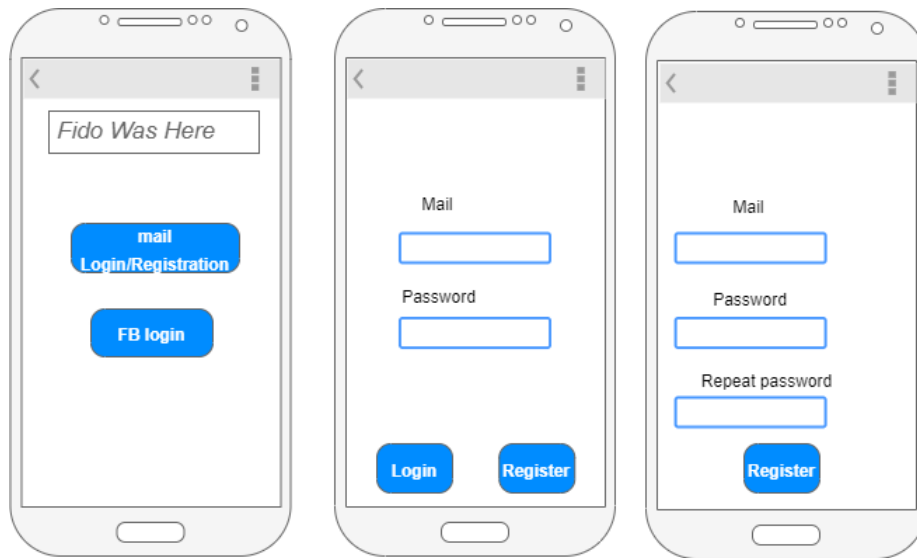 Fido Was Here
mail
Login/Registration
FB login
Mail
Password
Login
Register
Mail
Password
Repeat password
Register